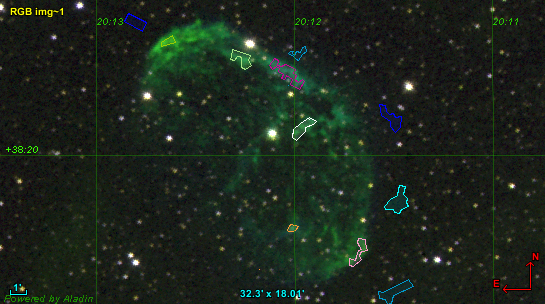 RGB img~1
20:13
20:12
20:11
+38:20
N
E
1'
32.3' x 18.01'
Powered by Aladin